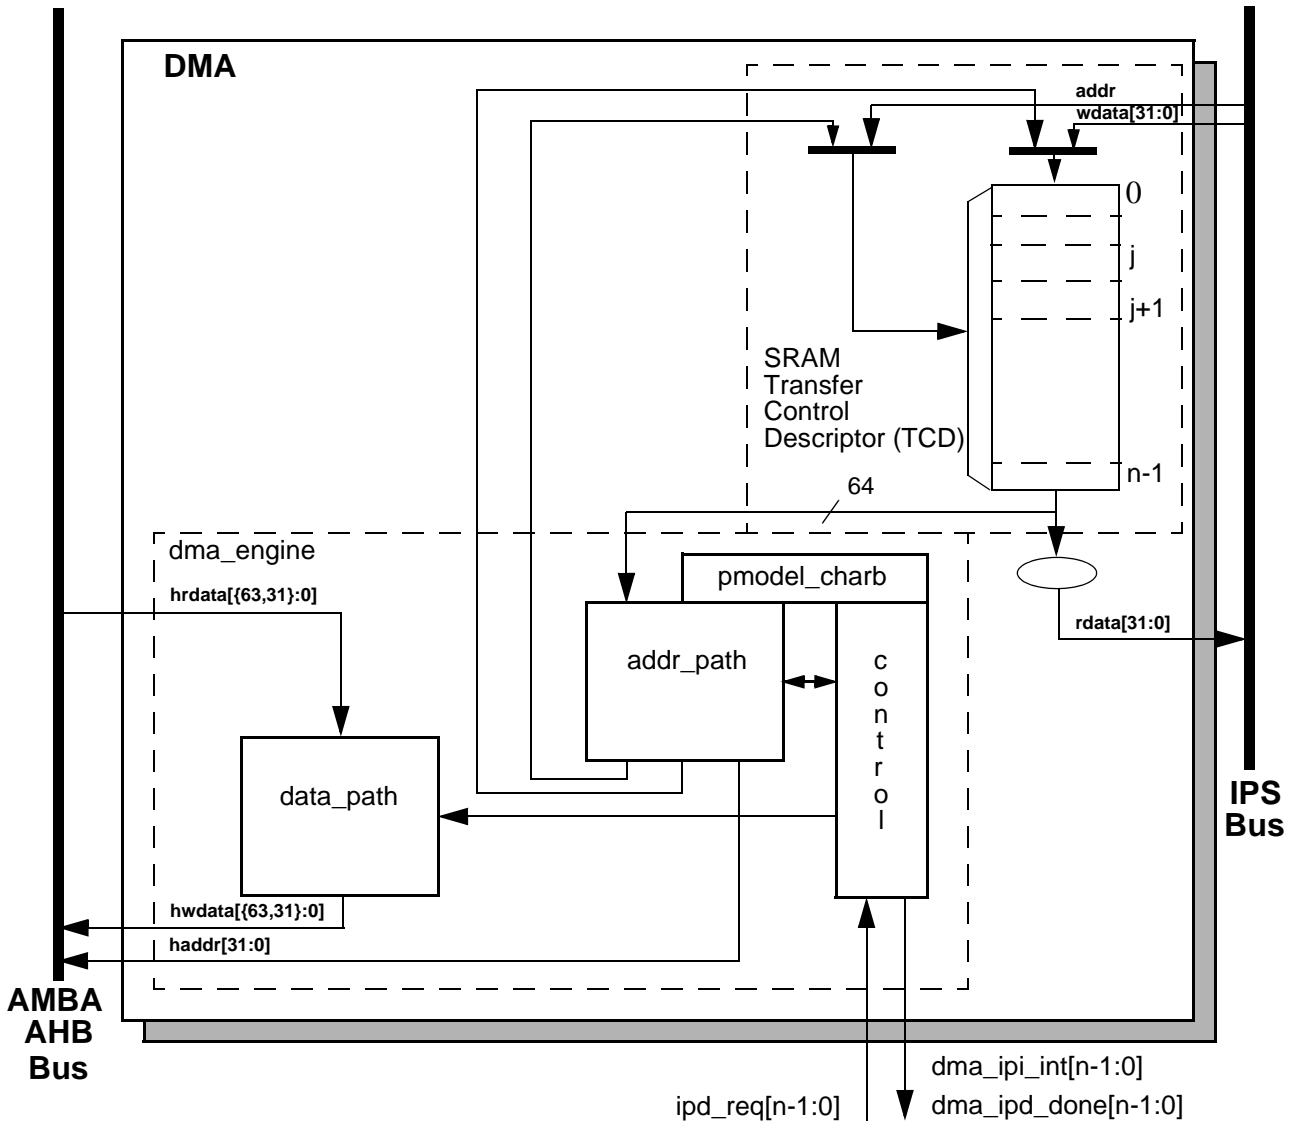 DMA
addr
wdata[31:0]
0
j
j+1
SRAM
Transfer
Control
Descriptor (TCD)
n-1
64
dma_engine
hrdata[{63,31}:0]
pmodel_charb
addr_path
control
rdata[31:0]
data_path
IPS
Bus
hwdata[{63,31}:0]
haddr[31:0]
AMBA
AHB
Bus
dma_ipi_int[n-1:0]
ipd_req[n-1:0]
dma_ipd_done[n-1:0]